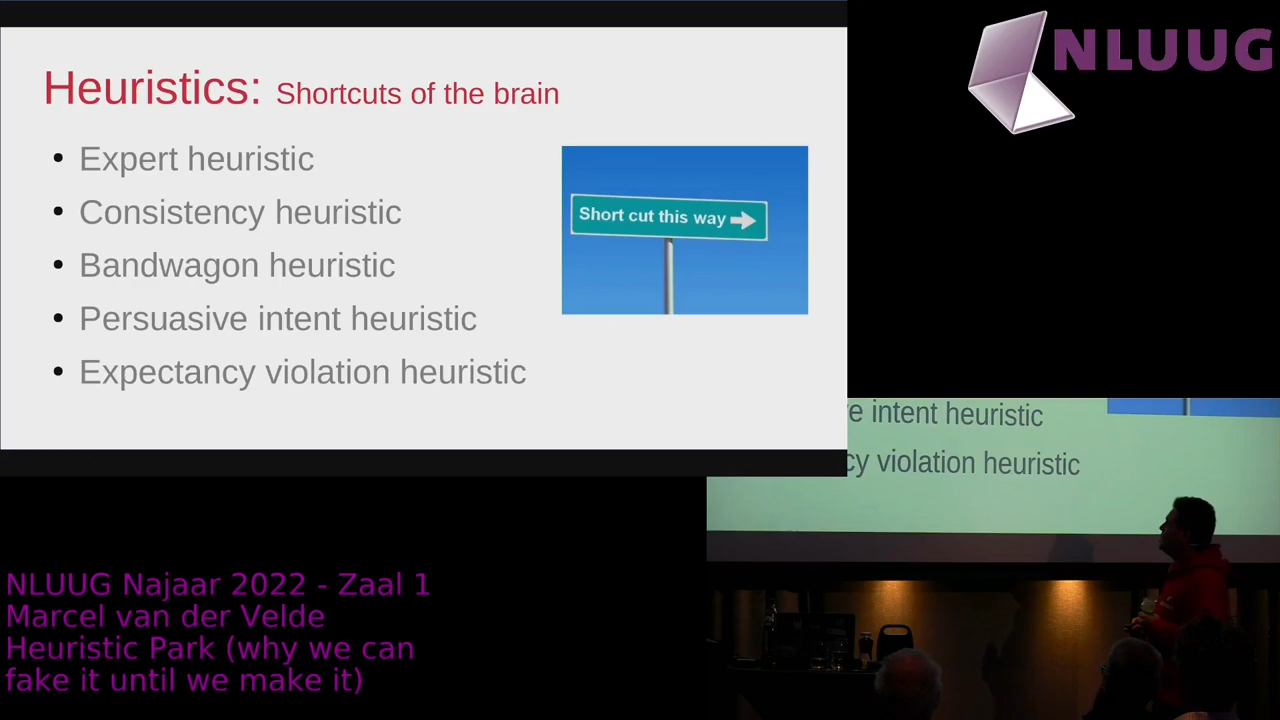 Heuristics: Shortcuts of the brain
Expert heuristic
Consistency heuristic
Bandwagon heuristic
Persuasive intent heuristic
Expectancy violation heuristic
Short cut this way
NLUUG
e intent heuristic
cy violation heuristic
NLUUG Najaar 2022 - Zaal 1
Marcel van der Velde
Heuristic Park (why we can
fake it until we make it)